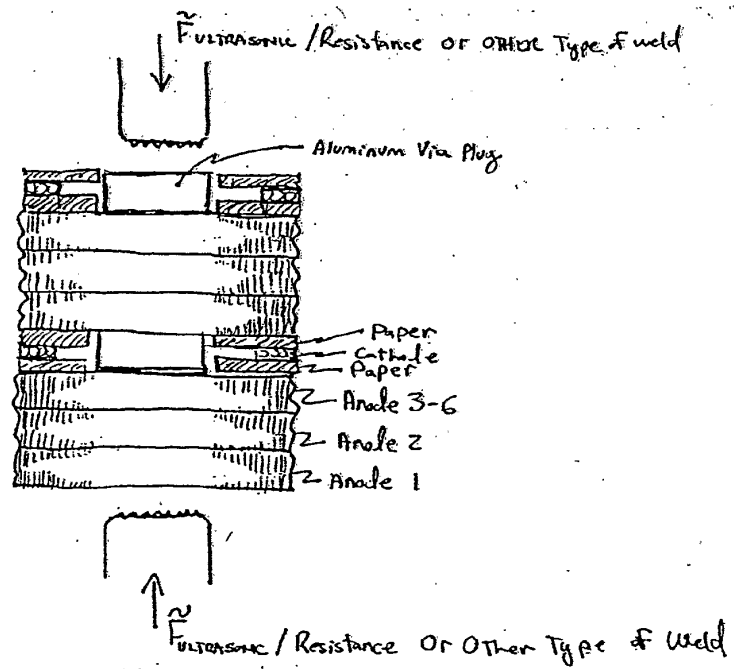 F̃ULTRASONIC / Resistance or OTHER Type of weld
Aluminum Via Plug
Paper
Cathode
Paper
Anode 3-6
Anode 2
Anode 1
F̃ULTRASONIC / Resistance Or Other Type of Weld